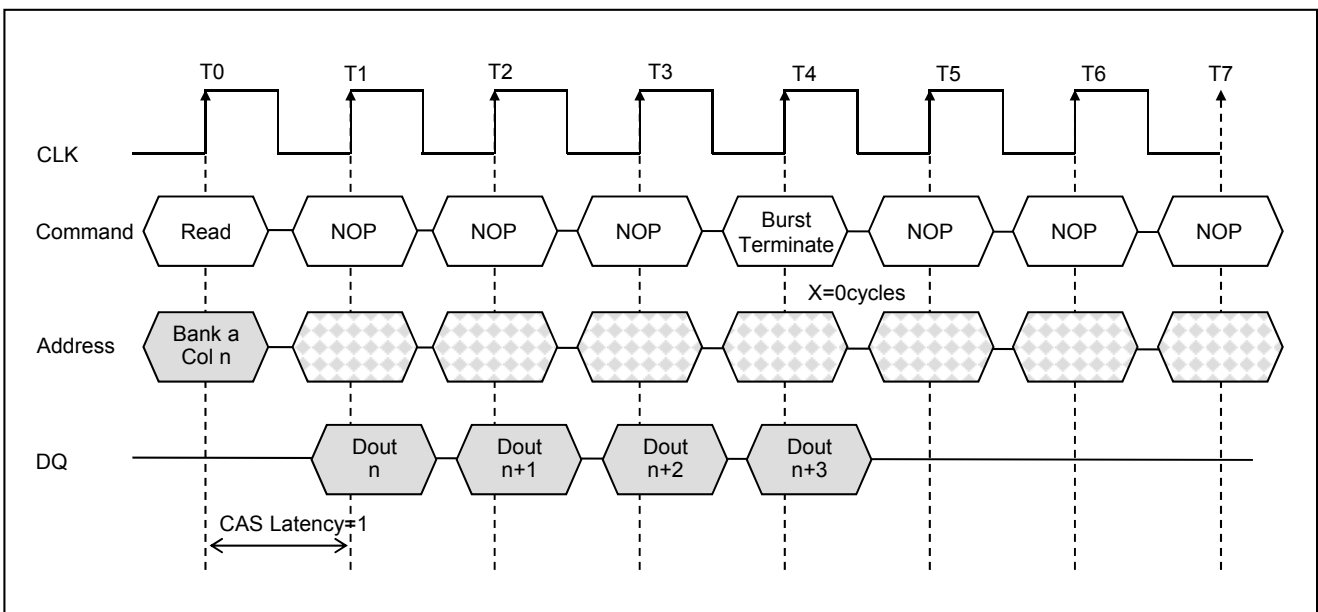 T0 T1 T2 T3 T4 T5 T6 T7
CLK
Command Read NOP NOP NOP Burst Terminate NOP NOP NOP
X=0cycles
Address Bank a Col n
DQ Dout n Dout n+1 Dout n+2 Dout n+3
CAS Latency=1